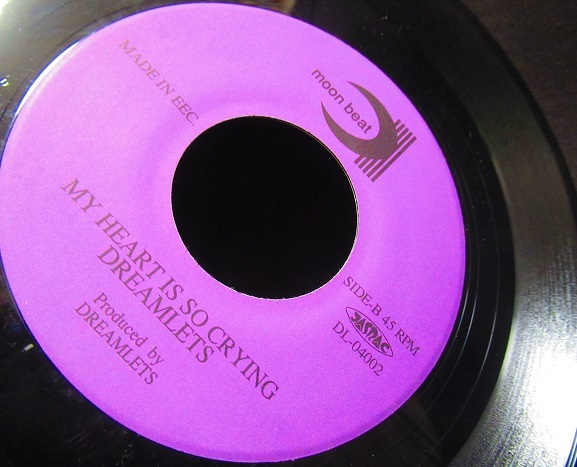 MADE IN EEC.
moon beat
SIDE-B 45 RPM
JASRAC
DL-04002
MY HEART IS SO CRYING
DREAMLETS
Produced by
DREAMLETS